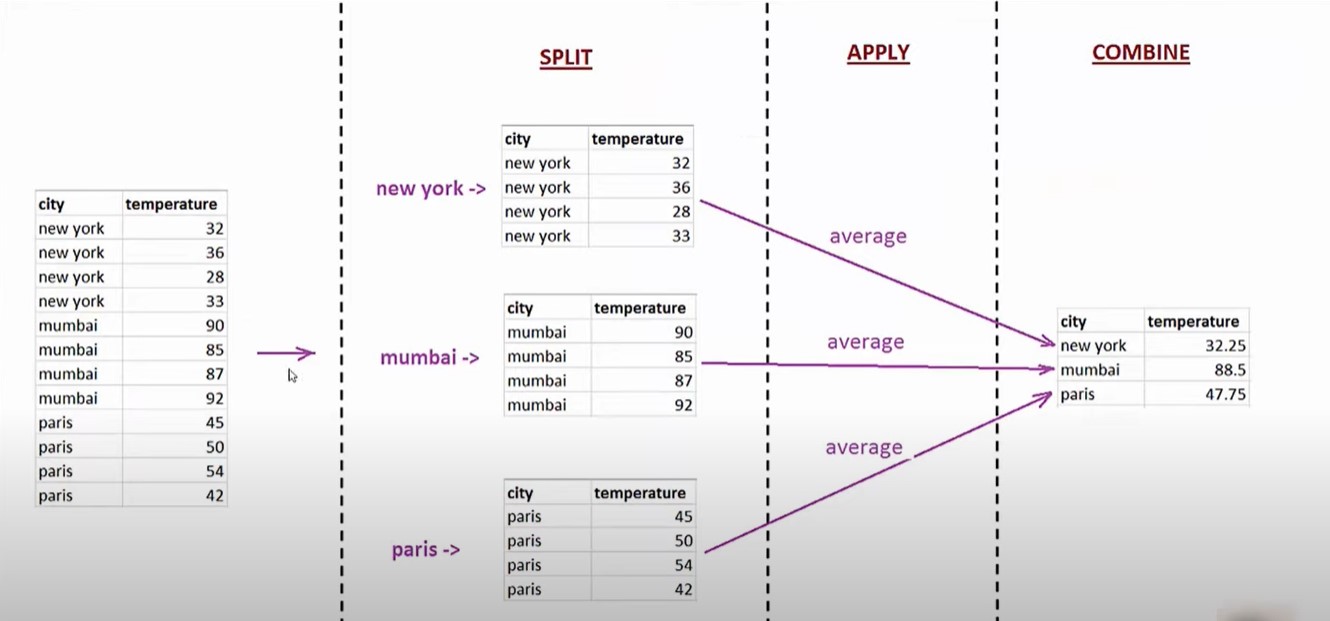 city temperature
new york 32
new york 36
new york 28
new york 33
mumbai 90
mumbai 85
mumbai 87
mumbai 92
paris 45
paris 50
paris 54
paris 42
SPLIT
new york ->
city temperature
new york 32
new york 36
new york 28
new york 33
mumbai ->
city temperature
mumbai 90
mumbai 85
mumbai 87
mumbai 92
paris ->
city temperature
paris 45
paris 50
paris 54
paris 42
APPLY
average
average
average
COMBINE
city temperature
new york 32.25
mumbai 88.5
paris 47.75